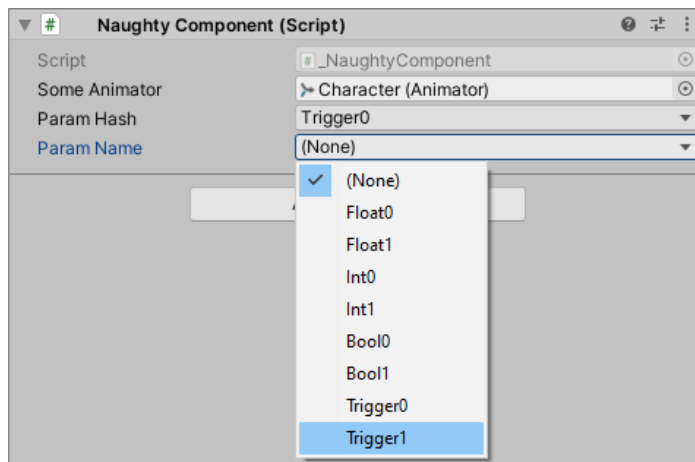 Naughty Component (Script)
Script
# _NaughtyComponent
Some Animator
Character (Animator)
Param Hash
Trigger0
Param Name
(None)
(None)
Float0
Float1
Int0
Int1
Bool0
Bool1
Trigger0
Trigger1